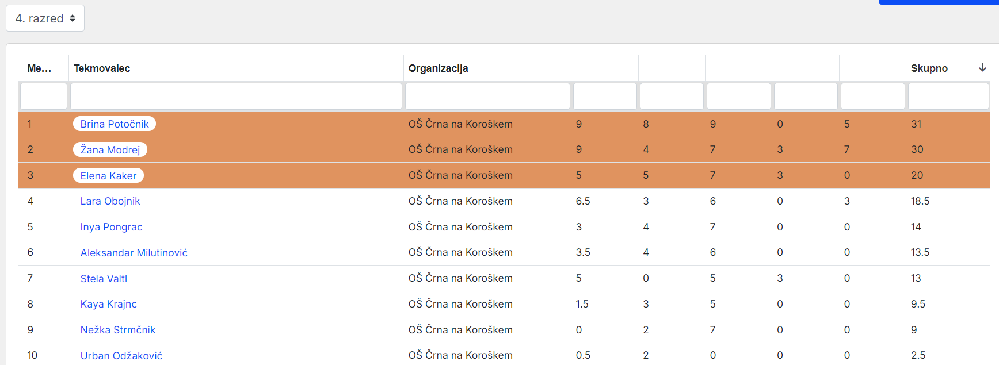 4. razred
Me... Tekmovalec Organizacija Skupno
1 Brina Potočnik OŠ Črna na Koroškem 9 8 9 0 5 31
2 Žana Modrej OŠ Črna na Koroškem 9 4 7 3 7 30
3 Elena Kaker OŠ Črna na Koroškem 5 5 7 3 0 20
4 Lara Obojnik OŠ Črna na Koroškem 6.5 3 6 0 3 18.5
5 Inya Pongrac OŠ Črna na Koroškem 3 4 7 0 0 14
6 Aleksandar Milutinović OŠ Črna na Koroškem 3.5 4 6 0 0 13.5
7 Stela Valtl OŠ Črna na Koroškem 5 0 5 3 0 13
8 Kaya Krajnc OŠ Črna na Koroškem 1.5 3 5 0 0 9.5
9 Nežka Strmčnik OŠ Črna na Koroškem 0 2 7 0 0 9
10 Urban Odžaković OŠ Črna na Koroškem 0.5 2 0 0 0 2.5